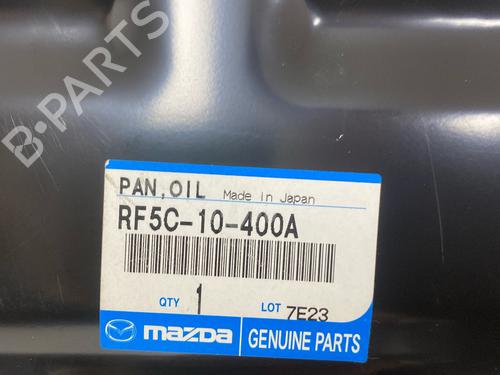 B-PARTS
PAN, OIL Made in Japan
RF5C-10-400A
QTY 1 LOT 7E23
mazda GENUINE PARTS